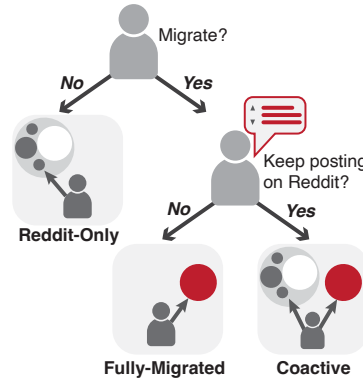 Migrate?
No
Yes
Keep posting
on Reddit?
Reddit-Only
No
Yes
Fully-Migrated
Coactive